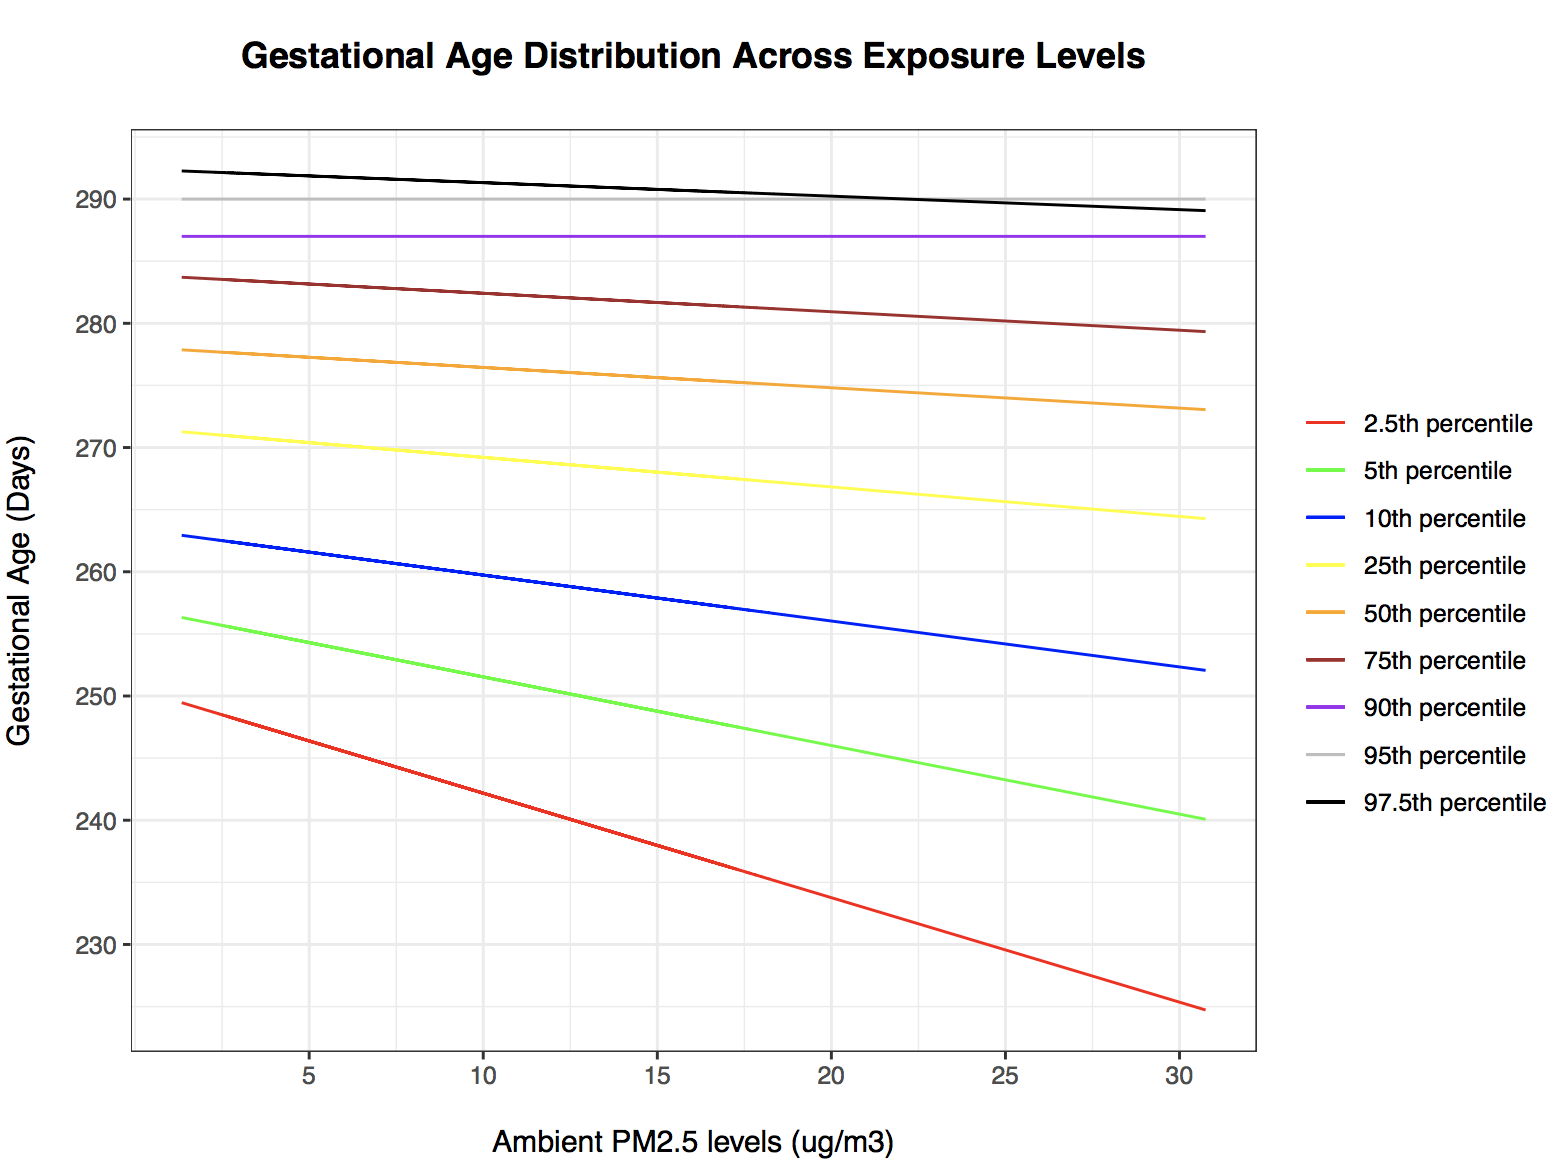 Gestational Age Distribution Across Exposure Levels
Gestational Age (Days)
290
280
270
260
250
240
230
5 10 15 20 25 30
Ambient PM2.5 levels (ug/m3)
2.5th percentile
5th percentile
10th percentile
25th percentile
50th percentile
75th percentile
90th percentile
95th percentile
97.5th percentile